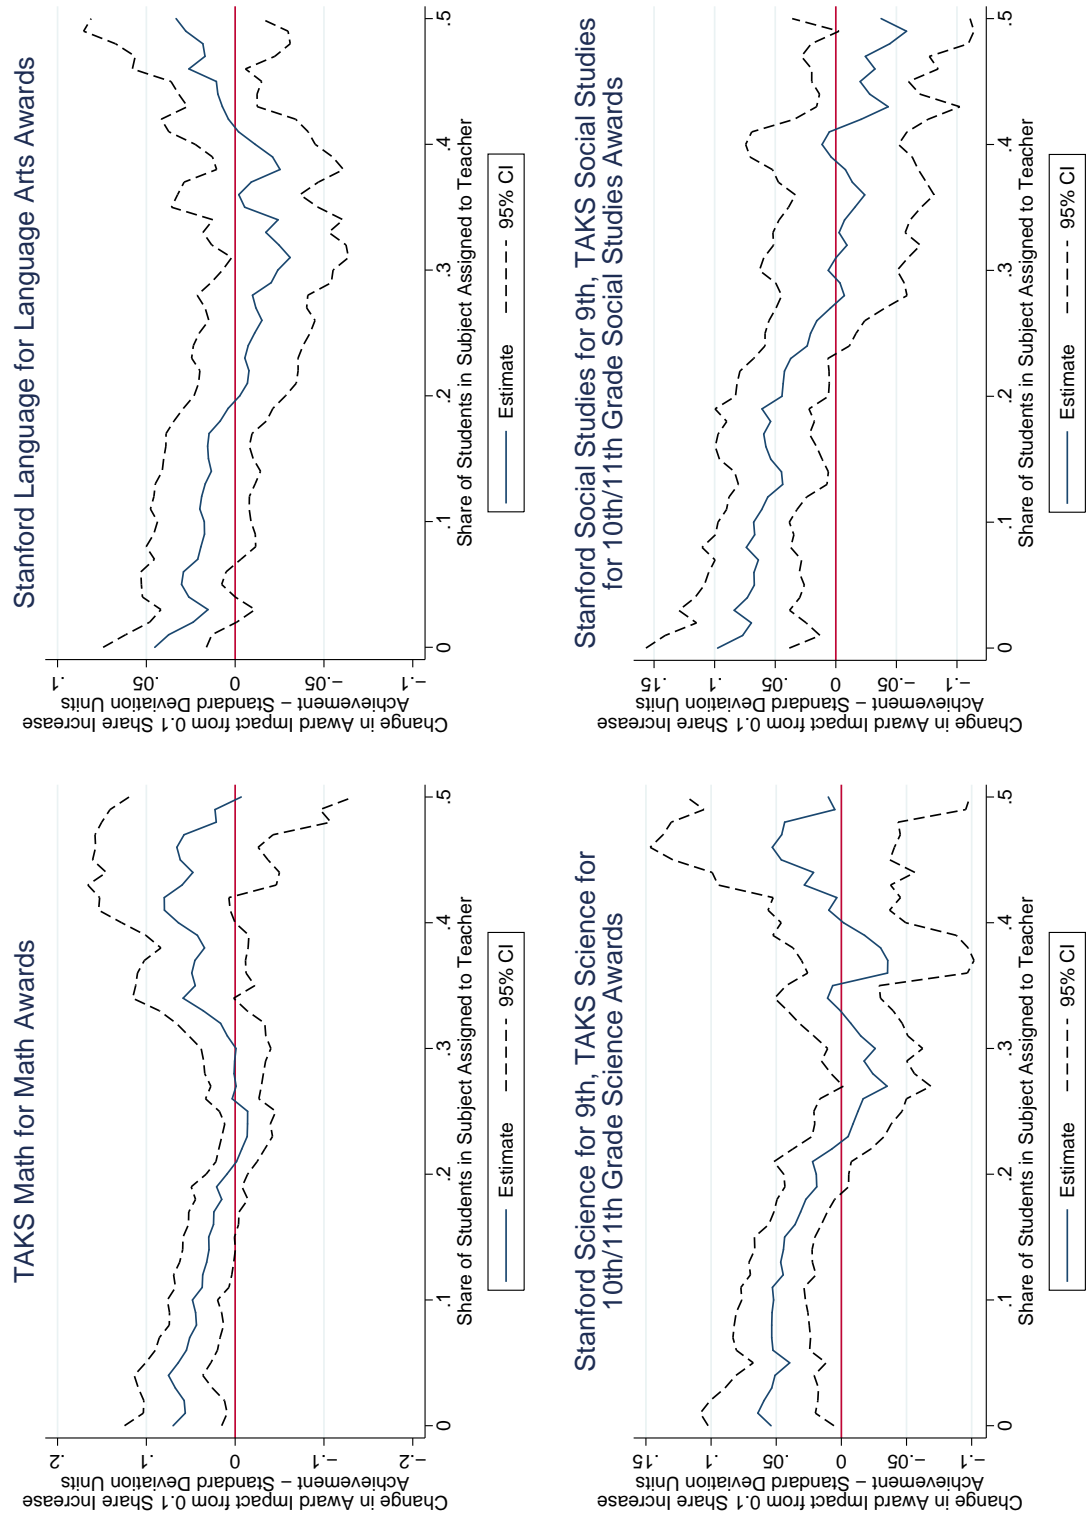 TAKS Math for Math Awards
Change in Award Impact from 0.1 Share Increase
Achievement − Standard Deviation Units
.2
.1
0
−.1
−.2
0 .1 .2 .3 .4 .5
Share of Students in Subject Assigned to Teacher
Estimate 95% CI
Stanford Language for Language Arts Awards
Change in Award Impact from 0.1 Share Increase
Achievement − Standard Deviation Units
.1
.05
0
−.05
−.1
0 .1 .2 .3 .4 .5
Share of Students in Subject Assigned to Teacher
Estimate 95% CI
Stanford Science for 9th, TAKS Science for
10th/11th Grade Science Awards
Change in Award Impact from 0.1 Share Increase
Achievement − Standard Deviation Units
.15
.1
.05
0
−.05
−.1
0 .1 .2 .3 .4 .5
Share of Students in Subject Assigned to Teacher
Estimate 95% CI
Stanford Social Studies for 9th, TAKS Social Studies
for 10th/11th Grade Social Studies Awards
Change in Award Impact from 0.1 Share Increase
Achievement − Standard Deviation Units
.15
.1
.05
0
−.05
−.1
0 .1 .2 .3 .4 .5
Share of Students in Subject Assigned to Teacher
Estimate 95% CI